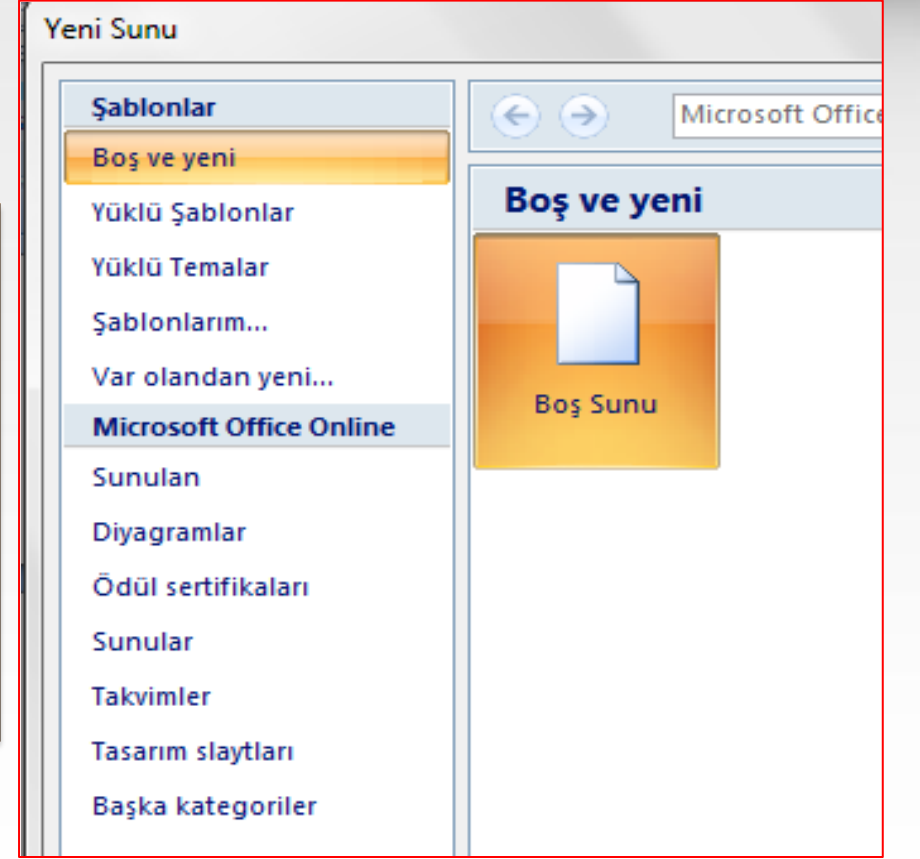 Yeni Sunu
Şablonlar
Boş ve yeni
Yüklü Şablonlar
Yüklü Temalar
Şablonlarım...
Var olandan yeni...
Microsoft Office Online
Sunulan
Diyagramlar
Ödül sertifikaları
Sunular
Takvimler
Tasarım slaytları
Başka kategoriler
Microsoft Office
Boş ve yeni
Boş Sunu